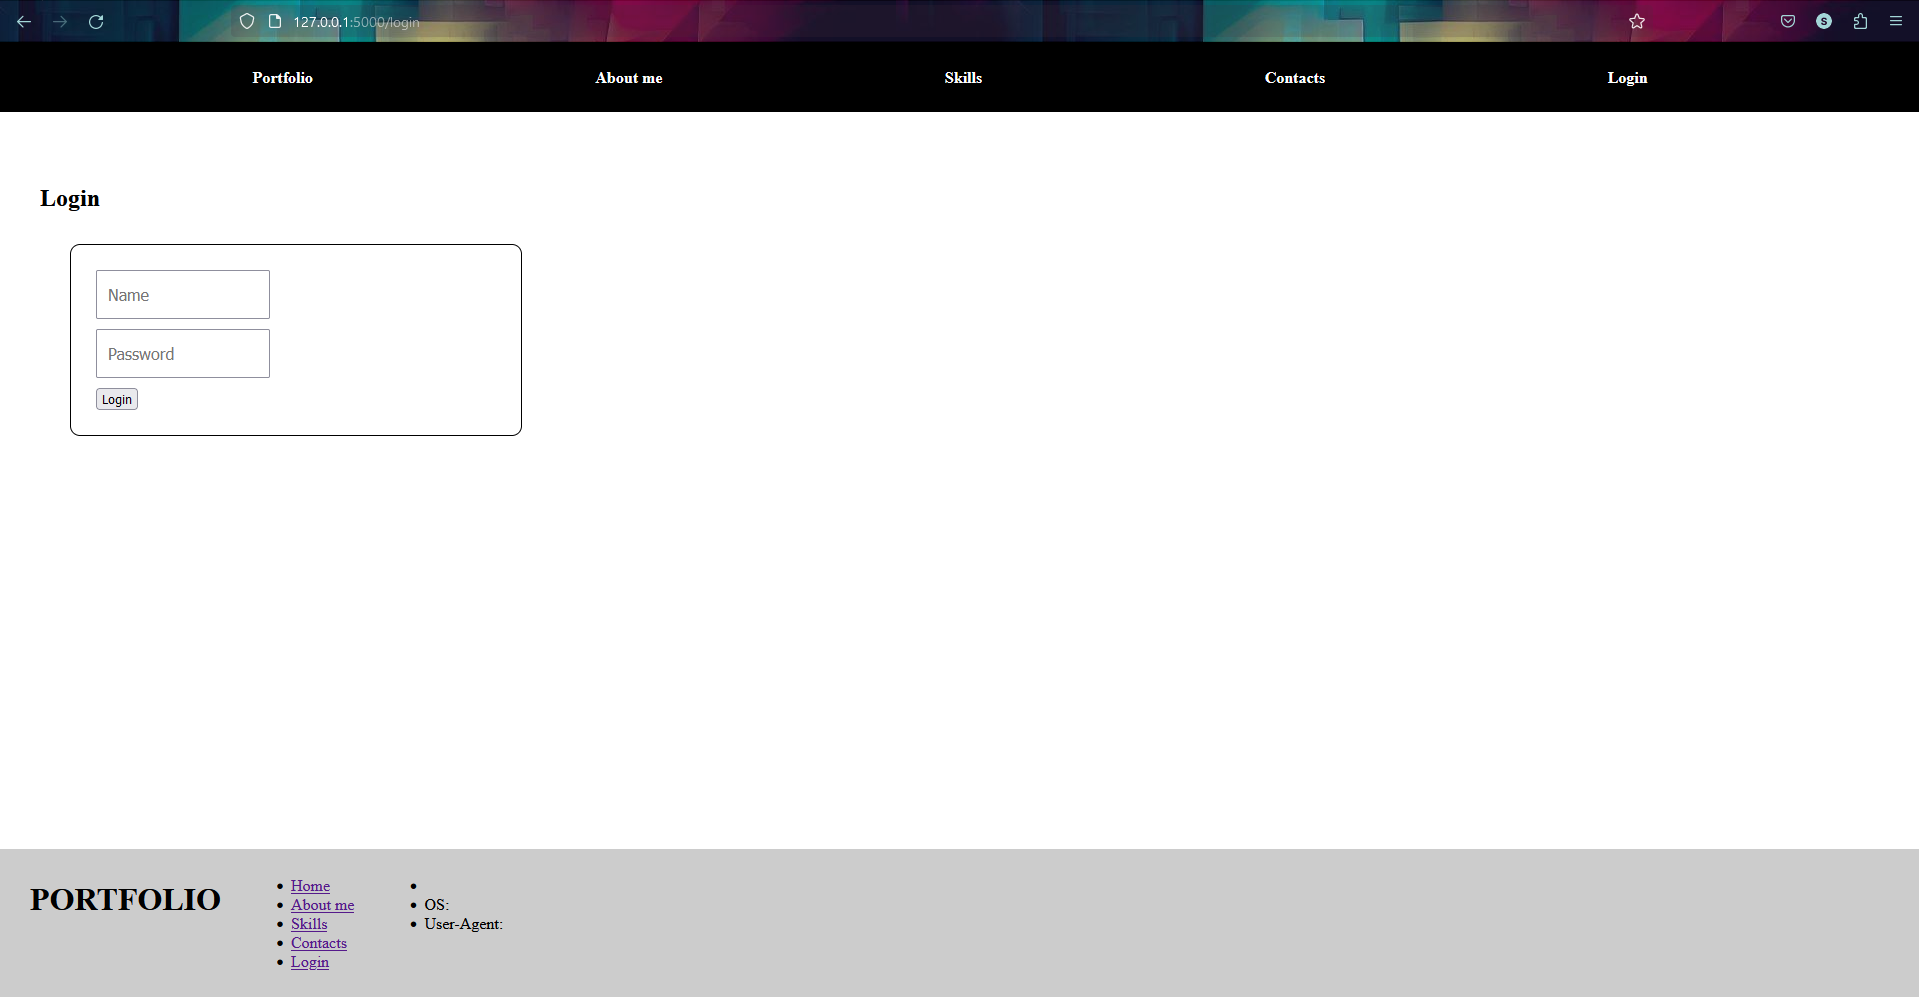 127.0.0.1:5000/login
S
Portfolio About me Skills Contacts Login
Login
Name
Password
Login
PORTFOLIO
Home
About me
Skills
Contacts
Login
OS:
User-Agent: